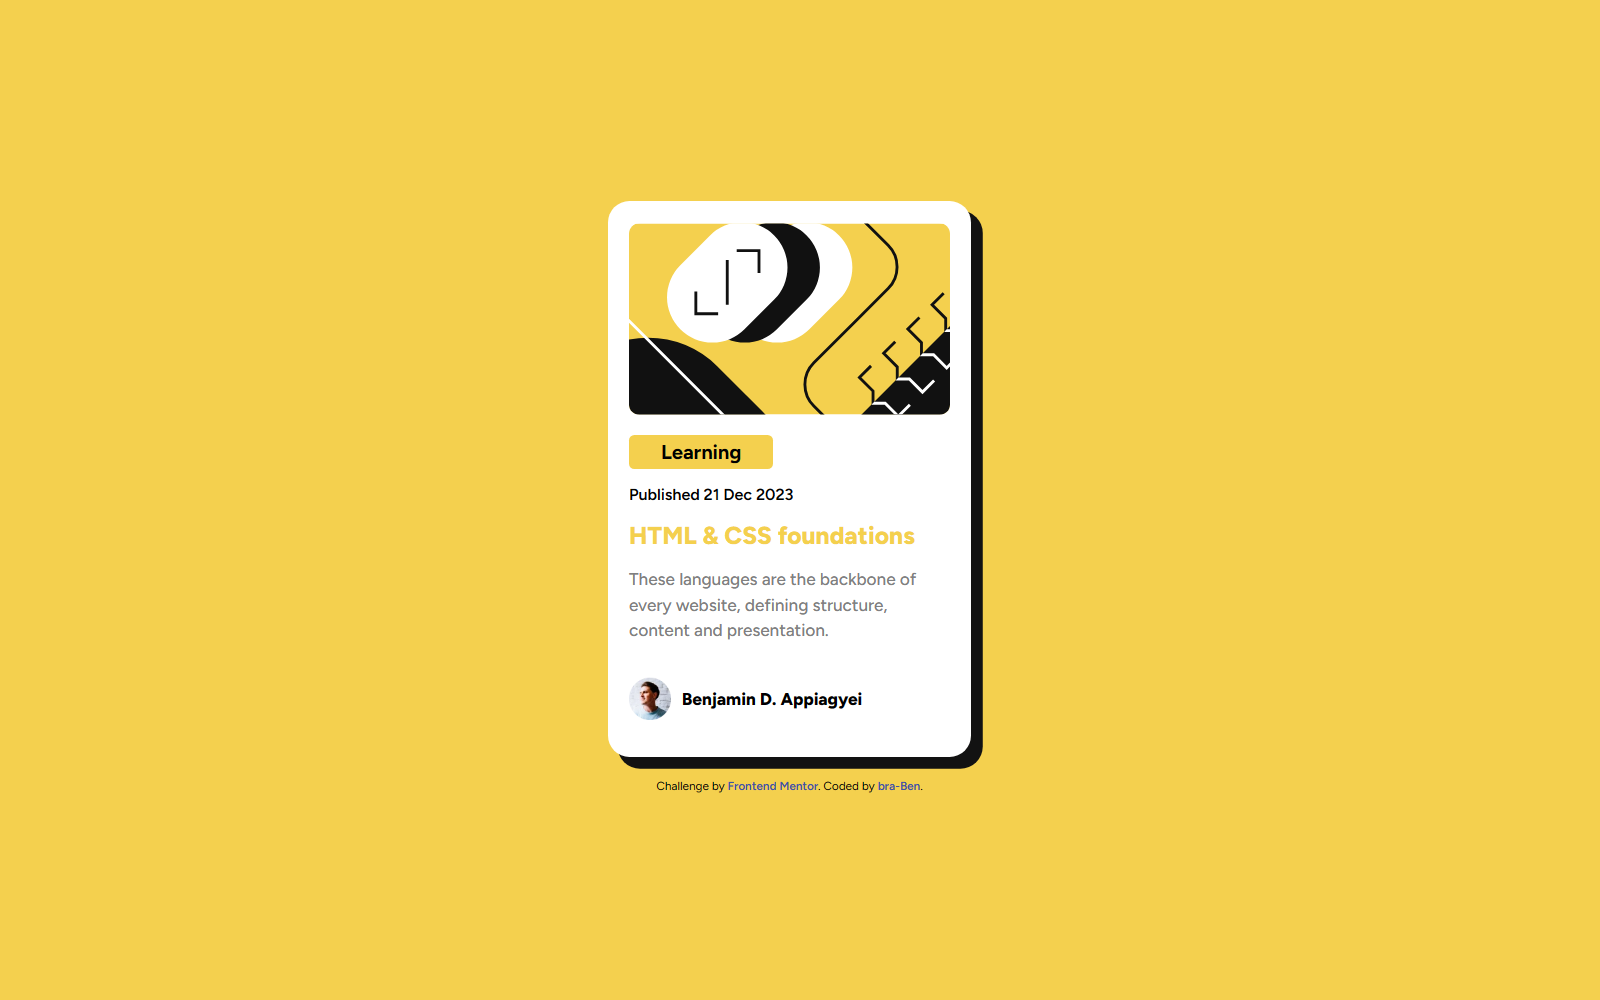 Learning
Published 21 Dec 2023
HTML & CSS foundations
These languages are the backbone of
every website, defining structure,
content and presentation.
Benjamin D. Appiagyei
Challenge by Frontend Mentor. Coded by bra-Ben.